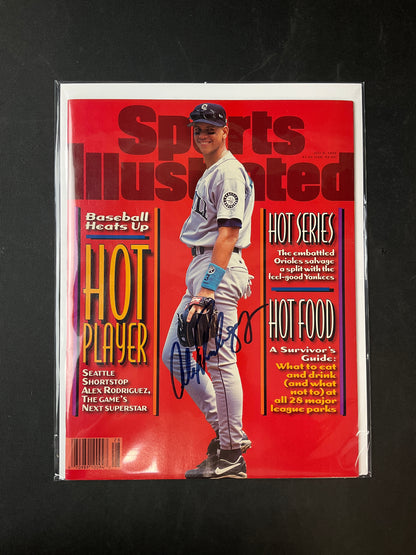 Sports
Illustrated
Baseball
Heats Up
HOT
PLAYER
SEATTLE
SHORTSTOP
ALEX RODRIGUEZ,
THE GAME'S
NEXT SUPERSTAR
HOT SERIES
The embattled
Orioles salvage
a split with the
feel-good Yankees
HOT FOOD
A Survivor's
Guide:
What to eat
and drink
(and what
not to) at
all 28 major
league parks